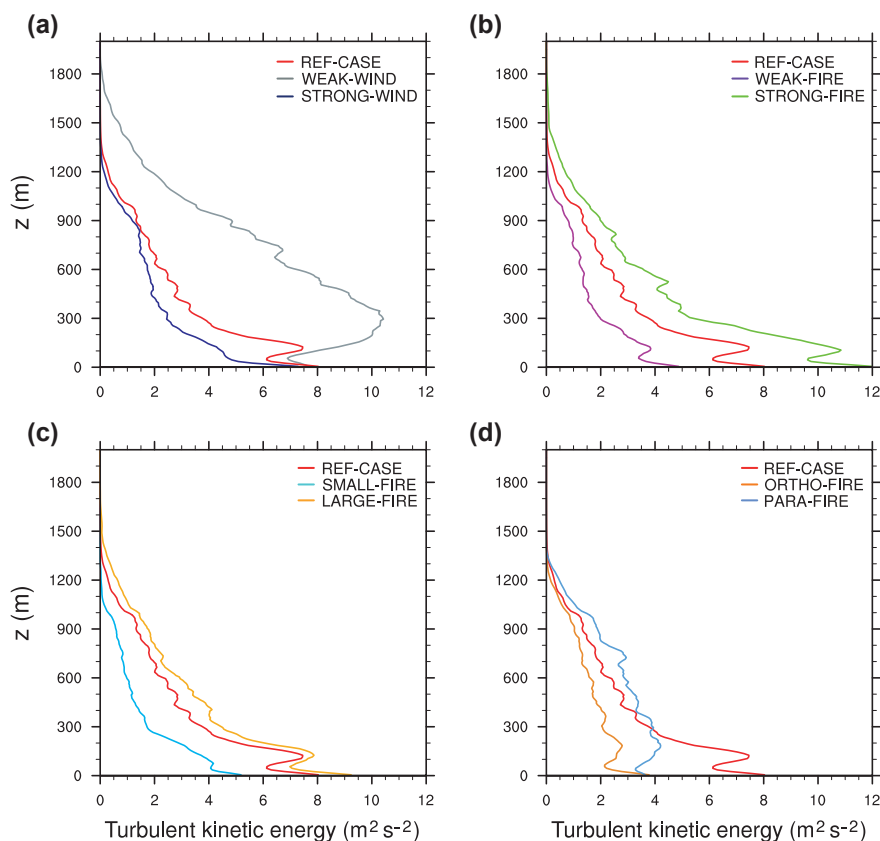 (a)
REF-CASE
WEAK-WIND
STRONG-WIND
1800
1500
1200
900
600
300
0
z (m)
0 2 4 6 8 10 12
(b)
REF-CASE
WEAK-FIRE
STRONG-FIRE
1800
1500
1200
900
600
300
0
0 2 4 6 8 10 12
(c)
REF-CASE
SMALL-FIRE
LARGE-FIRE
1800
1500
1200
900
600
300
0
z (m)
0 2 4 6 8 10 12
Turbulent kinetic energy (m² s⁻²)
(d)
REF-CASE
ORTHO-FIRE
PARA-FIRE
1800
1500
1200
900
600
300
0
0 2 4 6 8 10 12
Turbulent kinetic energy (m² s⁻²)